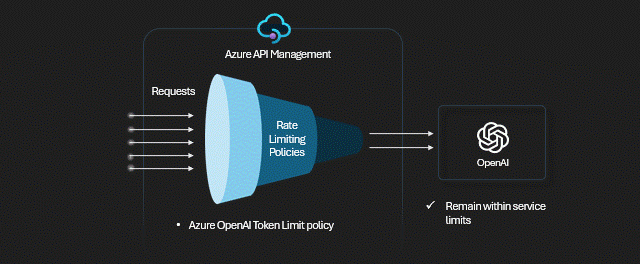 Azure API Management
Requests
Rate
Limiting
Policies
OpenAI
• Azure OpenAI Token Limit policy
✓ Remain within service
limits